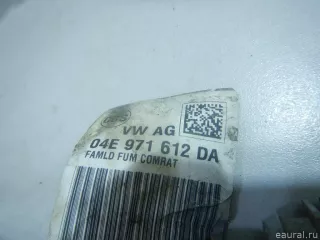 VW AG
04E 971 612 DA
FAMLD FUM COMRAT
eaural.ru